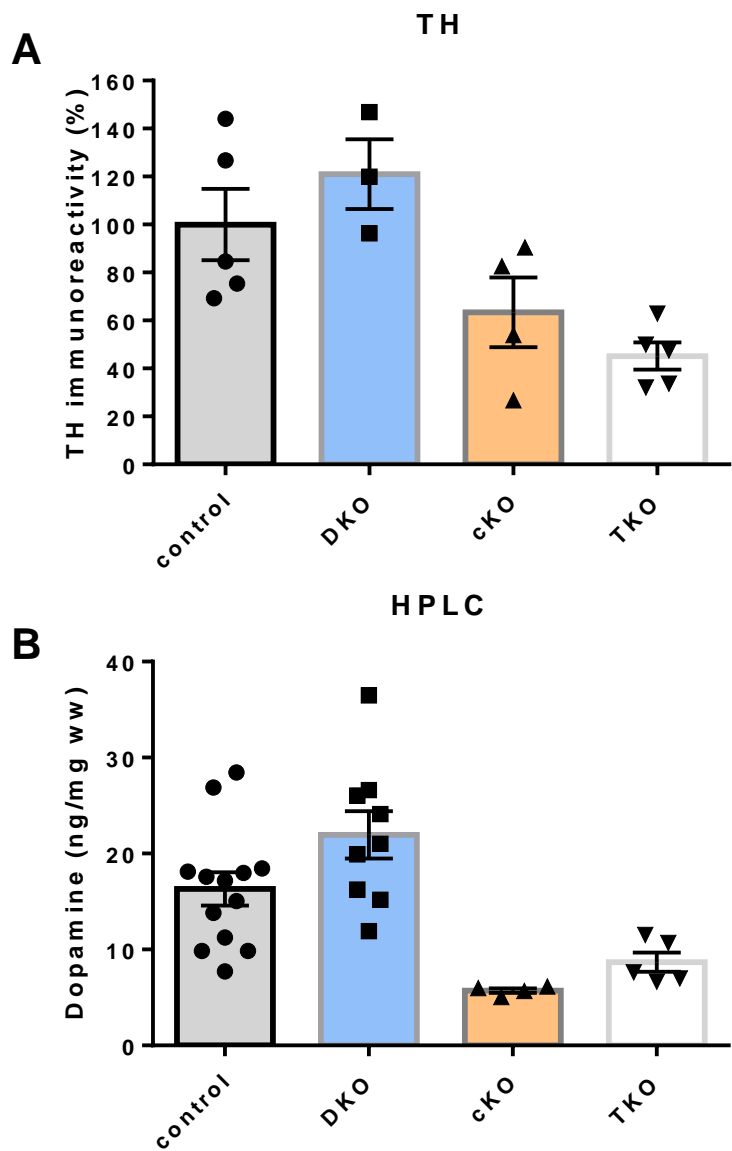 TH
A
TH immunoreactivity (%)
160
140
120
100
80
60
40
20
0
control
DKO
cKO
TKO
HPLC
B
Dopamine (ng/mg ww)
40
30
20
10
0
control
DKO
cKO
TKO